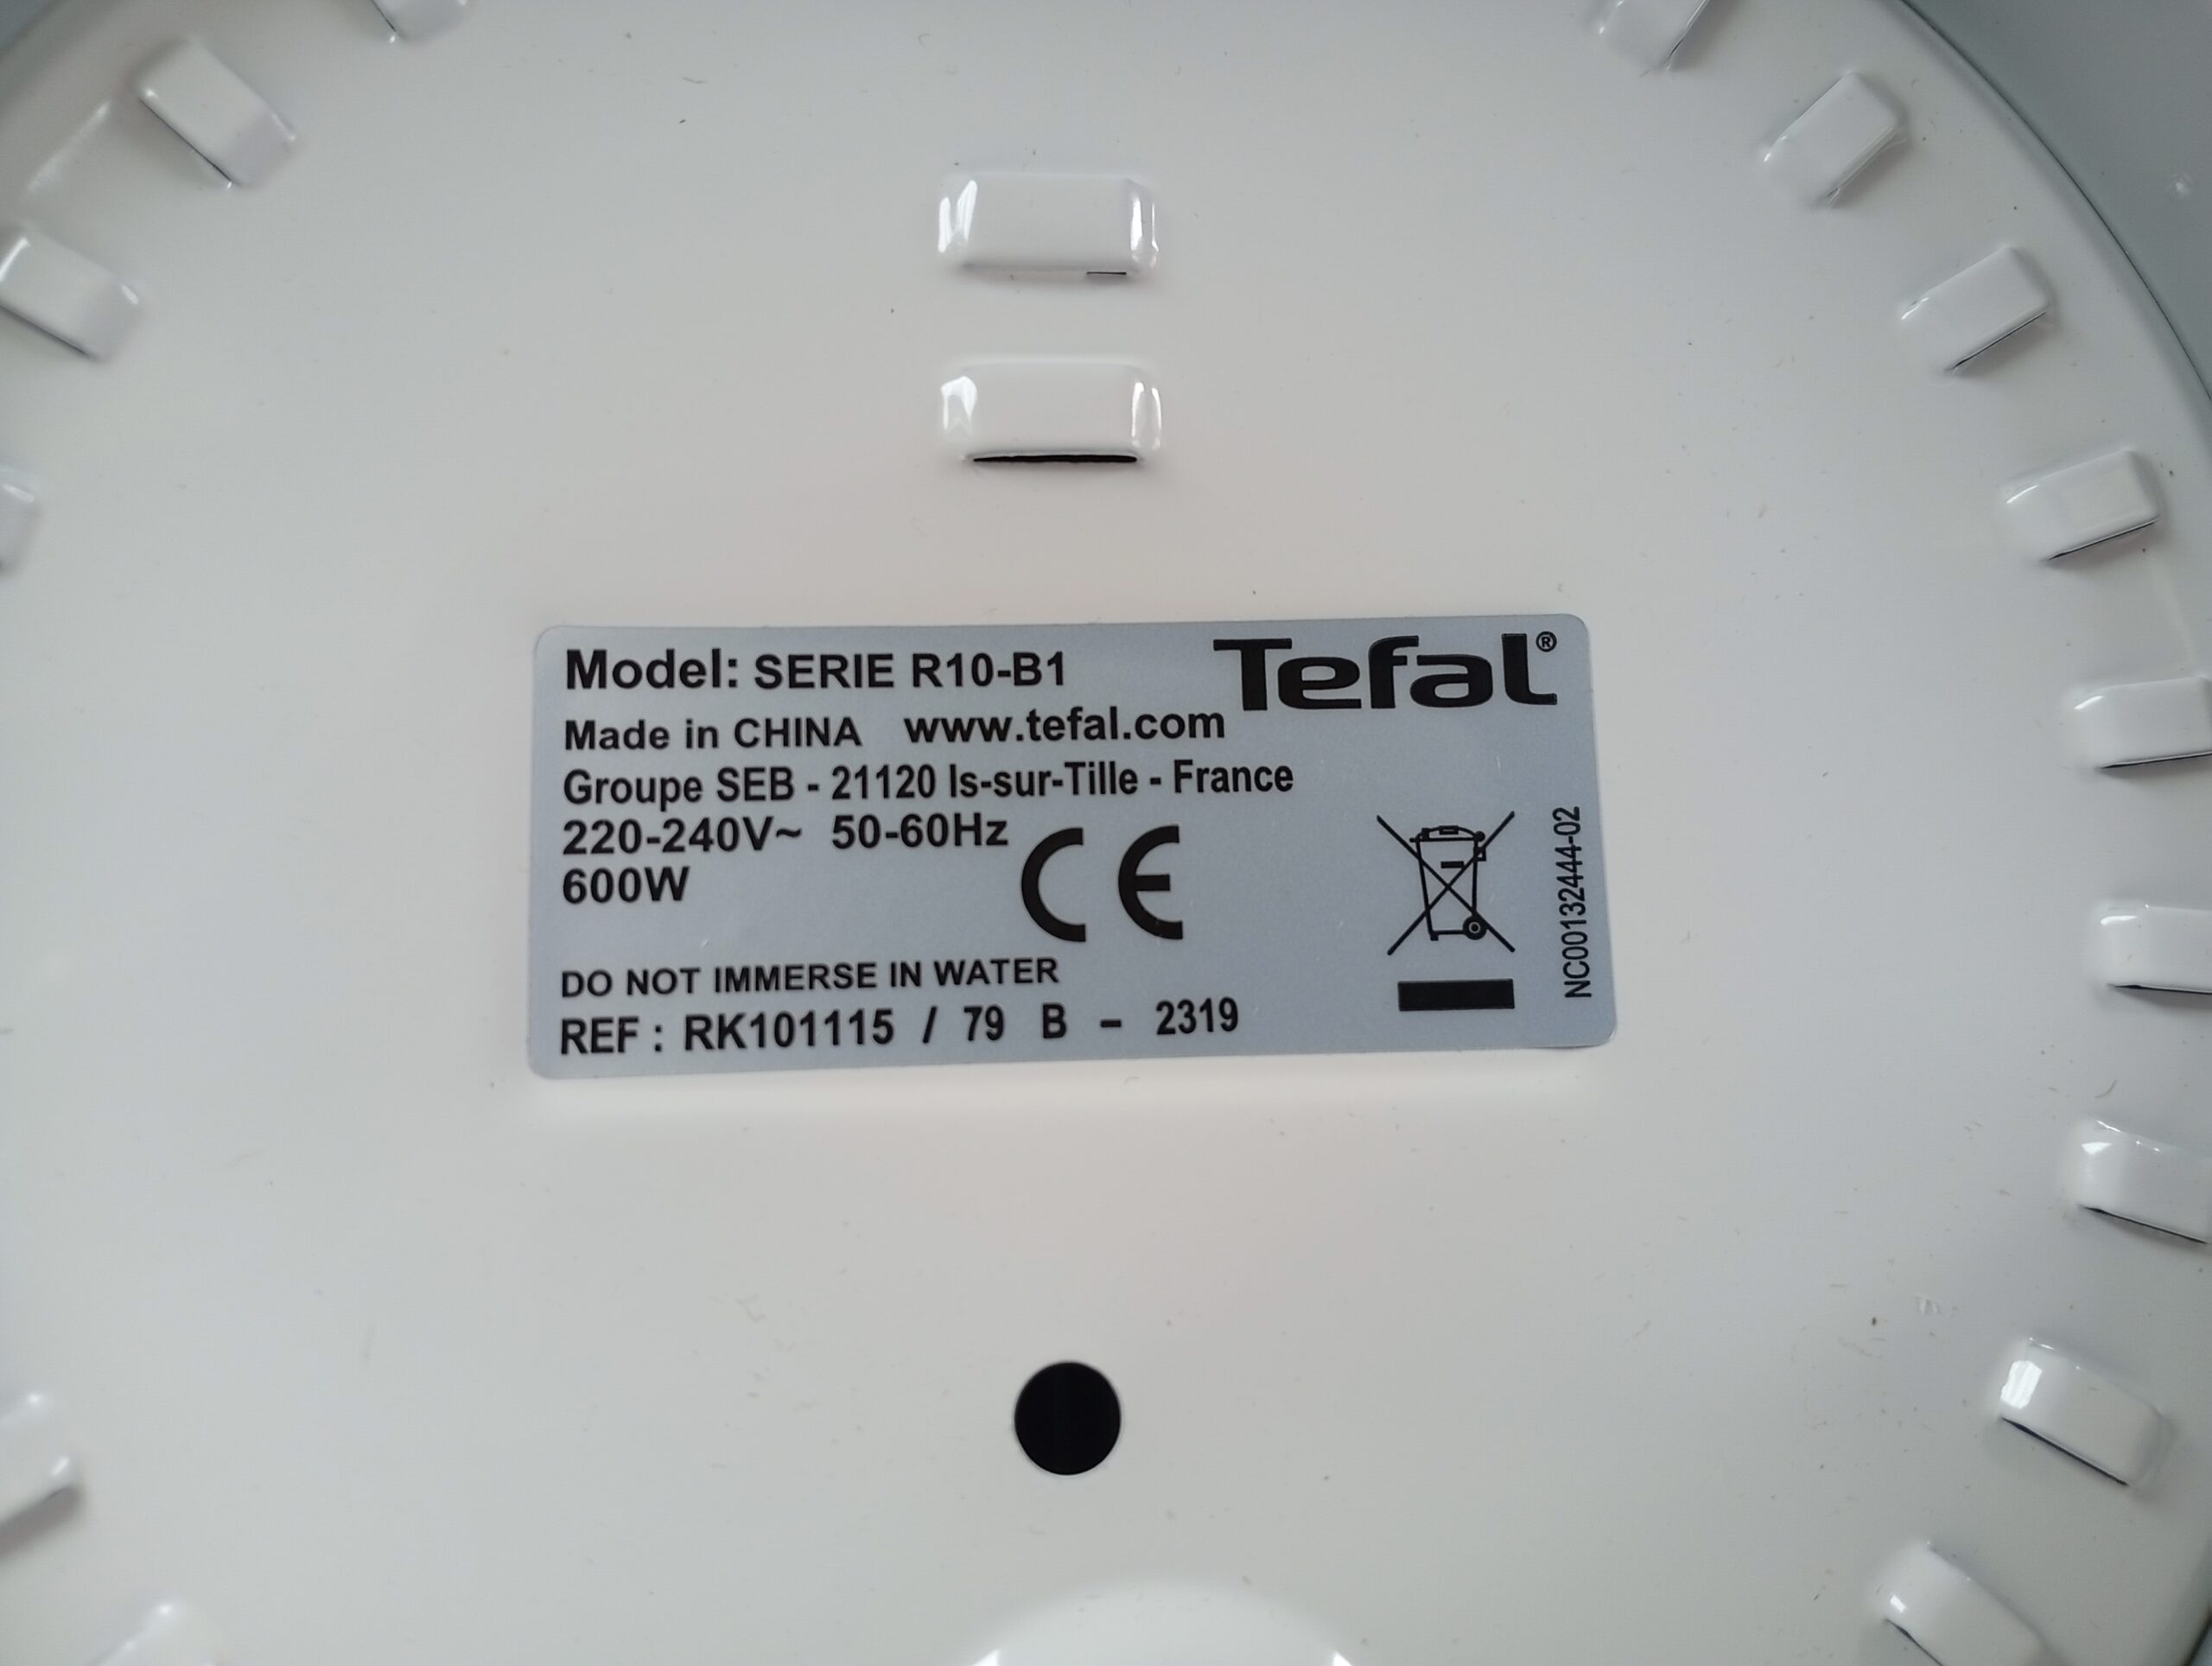 Model: SERIE R10-B1
Tefal®
Made in CHINA www.tefal.com
Groupe SEB - 21120 Is-sur-Tille - France
220-240V~ 50-60Hz
600W
CE
DO NOT IMMERSE IN WATER
REF : RK101115 / 79 B - 2319
NC00132444-02